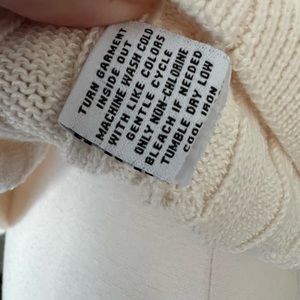 TURN GARMENT
INSIDE OUT
MACHINE WASH COLD
WITH LIKE COLORS
GENTLE CYCLE
ONLY NON-CHLORINE
BLEACH IF NEEDED
TUMBLE DRY LOW
COOL IRON